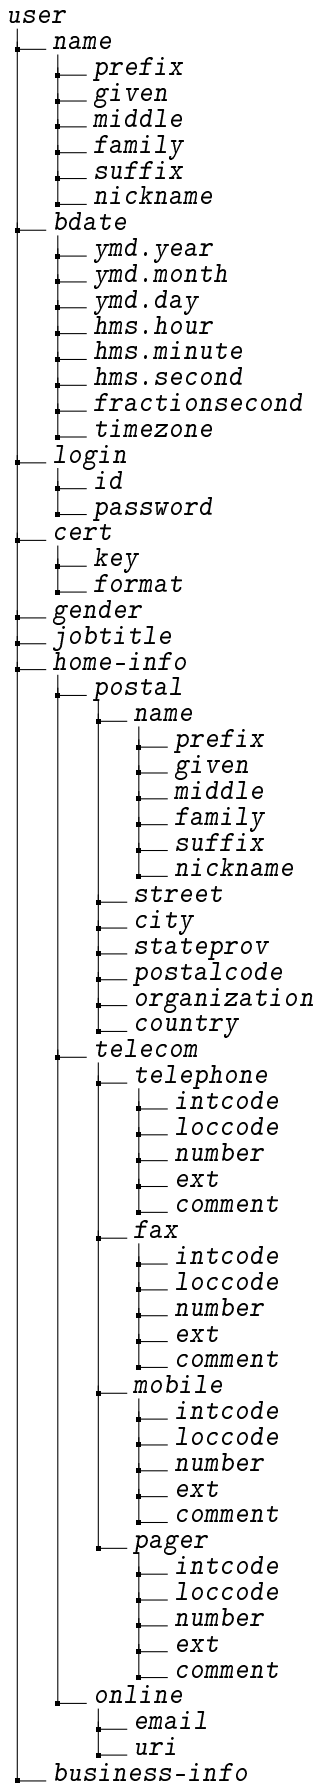 user
name
prefix
given
middle
family
suffix
nickname
bdate
ymd.year
ymd.month
ymd.day
hms.hour
hms.minute
hms.second
fractionsecond
timezone
login
id
password
cert
key
format
gender
jobtitle
home-info
postal
name
prefix
given
middle
family
suffix
nickname
street
city
stateprov
postalcode
organization
country
telecom
telephone
intcode
loccode
number
ext
comment
fax
intcode
loccode
number
ext
comment
mobile
intcode
loccode
number
ext
comment
pager
intcode
loccode
number
ext
comment
online
email
uri
business-info